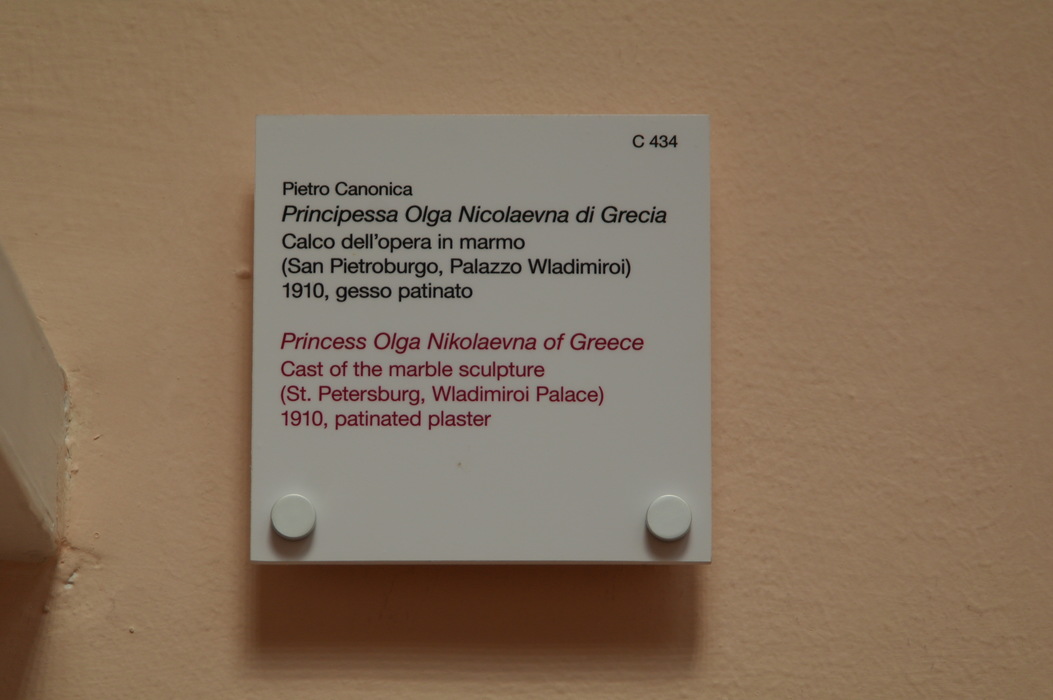 C 434
Pietro Canonica
Principessa Olga Nicolaevna di Grecia
Calco dell'opera in marmo
(San Pietroburgo, Palazzo Wladimiroi)
1910, gesso patinato
Princess Olga Nikolaevna of Greece
Cast of the marble sculpture
(St. Petersburg, Wladimiroi Palace)
1910, patinated plaster